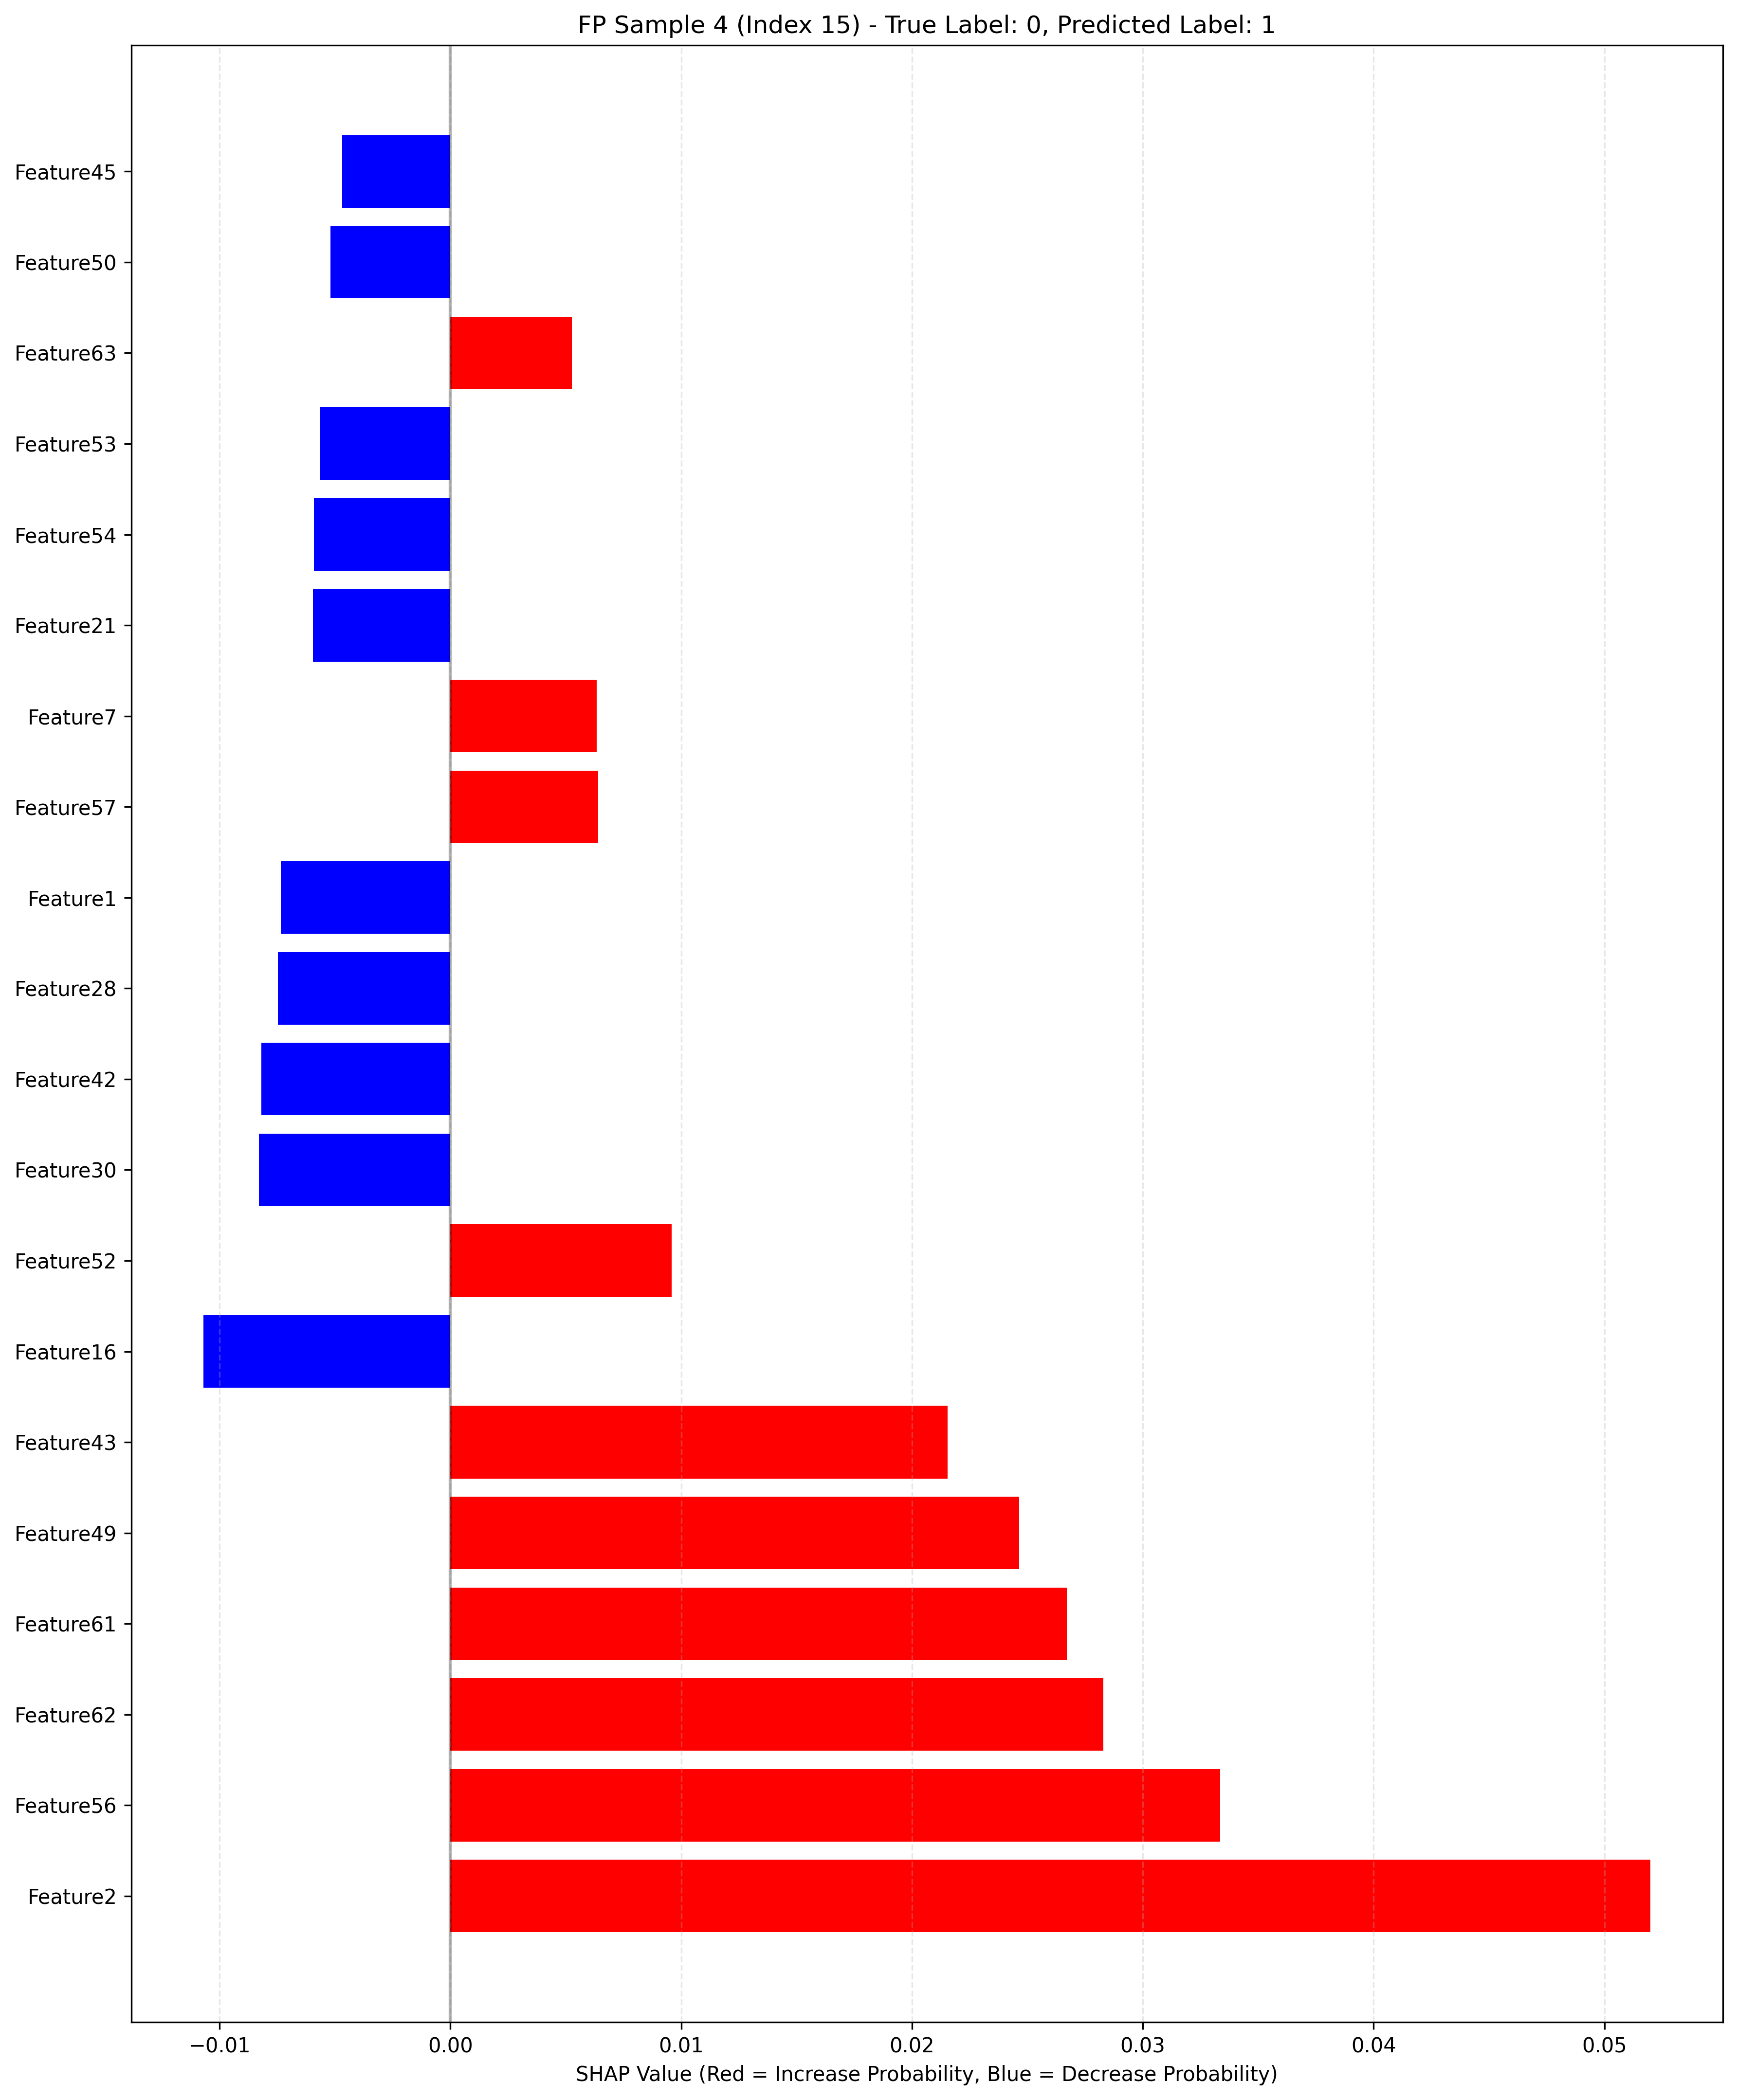 FP Sample 4 (Index 15) - True Label: 0, Predicted Label: 1
Feature45
Feature50
Feature63
Feature53
Feature54
Feature21
Feature7
Feature57
Feature1
Feature28
Feature42
Feature30
Feature52
Feature16
Feature43
Feature49
Feature61
Feature62
Feature56
Feature2
−0.01 0.00 0.01 0.02 0.03 0.04 0.05
SHAP Value (Red = Increase Probability, Blue = Decrease Probability)